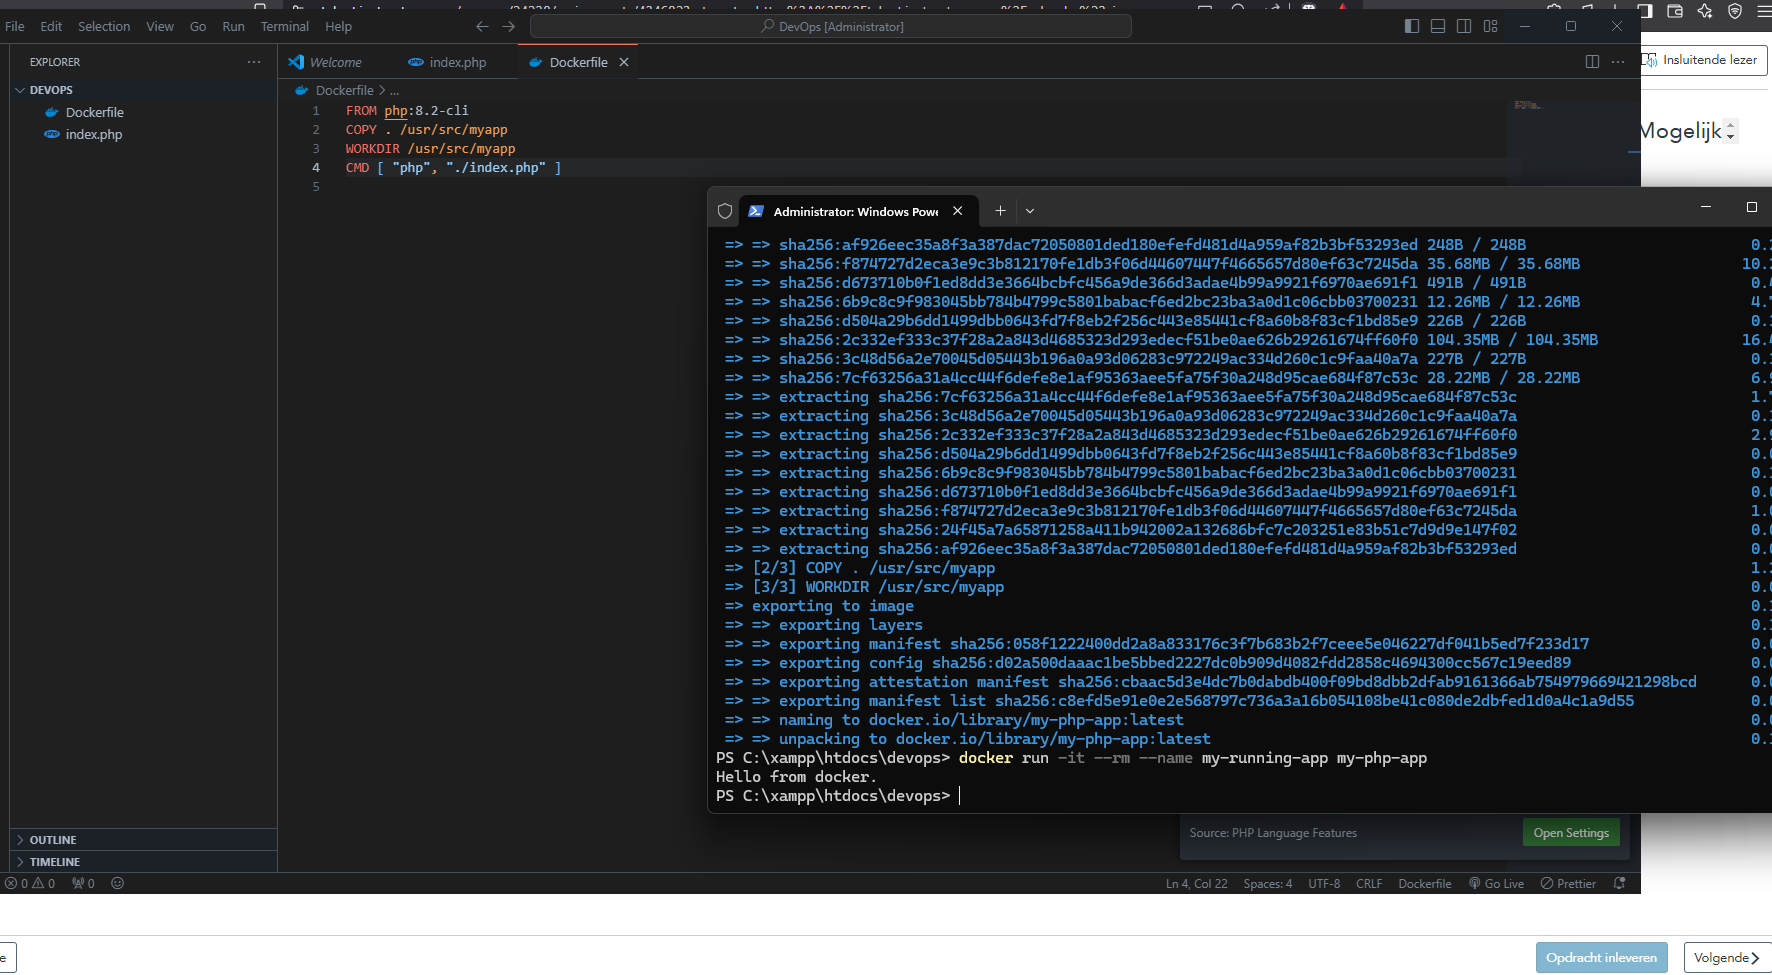 File Edit Selection View Go Run Terminal Help
DevOps [Administrator]
EXPLORER
Welcome
index.php
Dockerfile
Insluitende lezer
DEVOPS
Dockerfile
index.php
Dockerfile > ...
Mogelijk
1 FROM php:8.2-cli
2 COPY . /usr/src/myapp
3 WORKDIR /usr/src/myapp
4 CMD [ "php", "./index.php" ]
5
Administrator: Windows Powe
=> => sha256:af926eec35a8f3a387dac72050801ded180efefd481d4a959af82b3bf53293ed 248B / 248B
=> => sha256:f874727d2eca3e9c3b812170fe1db3f06d44607447f4665657d80ef63c7245da 35.68MB / 35.68MB
=> => sha256:d673710b0f1ed8dd3e3664bcbfc456a9de366d3adae4b99a9921f6970ae691f1 491B / 491B
=> => sha256:6b9c8c9f983045bb784b4799c5801babacf6ed2bc23ba3a0d1c06cbb03700231 12.26MB / 12.26MB
=> => sha256:d504a29b6dd1499dbb0643fd7f8eb2f256c443e85441cf8a60b8f83cf1bd85e9 226B / 226B
=> => sha256:2c332ef333c37f28a2a843d4685323d293edecf51be0ae626b29261674ff60f0 104.35MB / 104.35MB
=> => sha256:3c48d56a2e70045d05443b196a0a93d06283c972249ac334d260c1c9faa40a7a 227B / 227B
=> => sha256:7cf63256a31a4cc44f6defe8e1af95363aee5fa75f30a248d95cae684f87c53c 28.22MB / 28.22MB
=> => extracting sha256:7cf63256a31a4cc44f6defe8e1af95363aee5fa75f30a248d95cae684f87c53c
=> => extracting sha256:3c48d56a2e70045d05443b196a0a93d06283c972249ac334d260c1c9faa40a7a
=> => extracting sha256:2c332ef333c37f28a2a843d4685323d293edecf51be0ae626b29261674ff60f0
=> => extracting sha256:d504a29b6dd1499dbb0643fd7f8eb2f256c443e85441cf8a60b8f83cf1bd85e9
=> => extracting sha256:6b9c8c9f983045bb784b4799c5801babacf6ed2bc23ba3a0d1c06cbb03700231
=> => extracting sha256:d673710b0f1ed8dd3e3664bcbfc456a9de366d3adae4b99a9921f6970ae691f1
=> => extracting sha256:f874727d2eca3e9c3b812170fe1db3f06d44607447f4665657d80ef63c7245da
=> => extracting sha256:24f45a7a65871258a411b942002a132686bfc7c203251e83b51c7d9d9e147f02
=> => extracting sha256:af926eec35a8f3a387dac72050801ded180efefd481d4a959af82b3bf53293ed
=> [2/3] COPY . /usr/src/myapp
=> [3/3] WORKDIR /usr/src/myapp
=> exporting to image
=> => exporting layers
=> => exporting manifest sha256:058f1222400dd2a8a833176c3f7b683b2f7ceee5e046227df041b5ed7f233d17
=> => exporting config sha256:d02a500daaac1be5bbed2227dc0b909d4082fdd2858c4694300cc567c19eed89
=> => exporting attestation manifest sha256:cbaac5d3e4dc7b0dabdb400f09bd8dbb2dfab9161366ab754979669421298bcd
=> => exporting manifest list sha256:c8efd5e91e0e2e568797c736a3a16b054108be41c080de2dbfed1d0a4c1a9d55
=> => naming to docker.io/library/my-php-app:latest
=> => unpacking to docker.io/library/my-php-app:latest
PS C:\xampp\htdocs\devops> docker run -it --rm --name my-running-app my-php-app
Hello from docker.
PS C:\xampp\htdocs\devops>
Source: PHP Language Features
Open Settings
OUTLINE
TIMELINE
0 0 0
Ln 4, Col 22 Spaces: 4 UTF-8 CRLF Dockerfile Go Live Prettier
Opdracht inleveren
Volgende